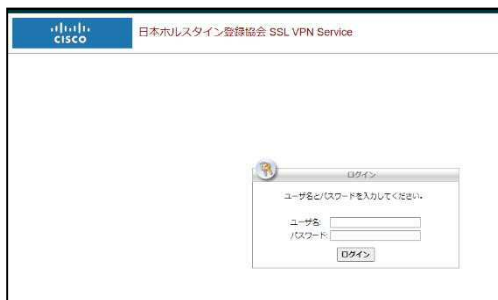 CISCO
日本ホルスタイン登録協会 SSL VPN Service
ログイン
ユーザ名とパスワードを入力してください。
ユーザ名:
パスワード:
ログイン